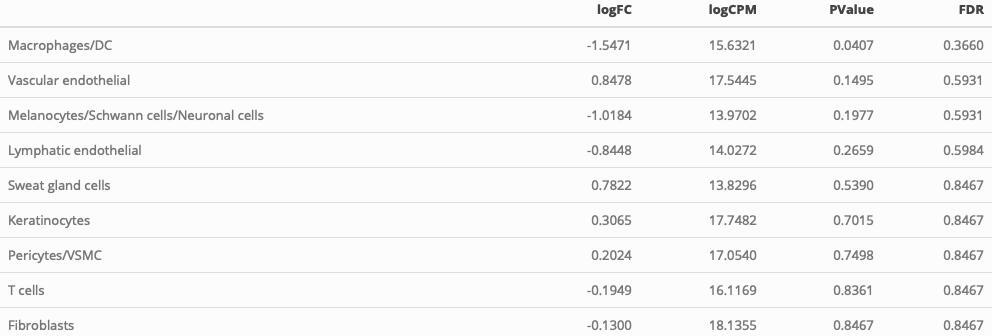 logFC logCPM PValue FDR
Macrophages/DC -1.5471 15.6321 0.0407 0.3660
Vascular endothelial 0.8478 17.5445 0.1495 0.5931
Melanocytes/Schwann cells/Neuronal cells -1.0184 13.9702 0.1977 0.5931
Lymphatic endothelial -0.8448 14.0272 0.2659 0.5984
Sweat gland cells 0.7822 13.8296 0.5390 0.8467
Keratinocytes 0.3065 17.7482 0.7015 0.8467
Pericytes/VSMC 0.2024 17.0540 0.7498 0.8467
T cells -0.1949 16.1169 0.8361 0.8467
Fibroblasts -0.1300 18.1355 0.8467 0.8467